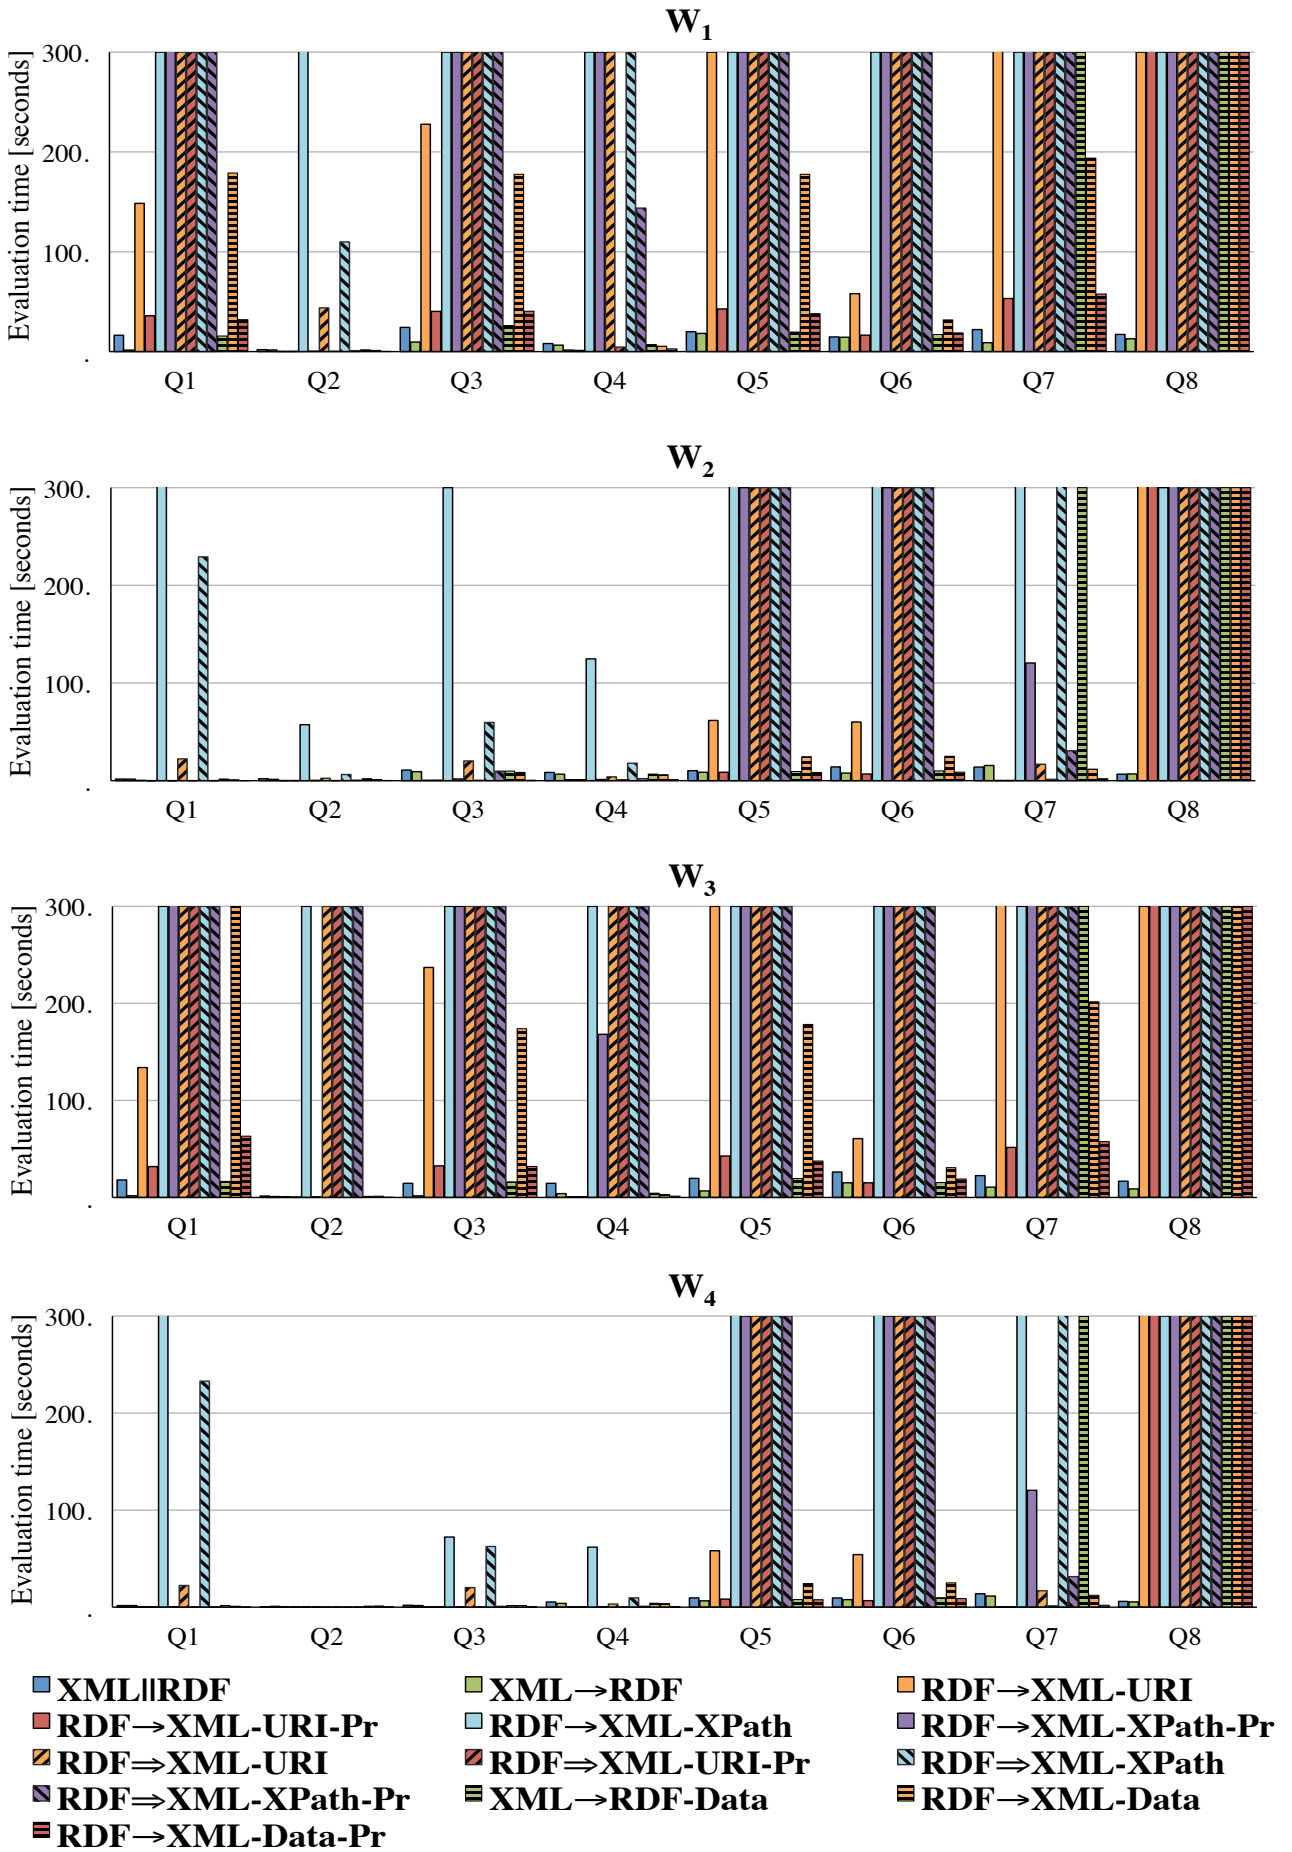 W1
Evaluation time [seconds]
300.
200.
100.
.
Q1 Q2 Q3 Q4 Q5 Q6 Q7 Q8
W2
Evaluation time [seconds]
300.
200.
100.
.
Q1 Q2 Q3 Q4 Q5 Q6 Q7 Q8
W3
Evaluation time [seconds]
300.
200.
100.
.
Q1 Q2 Q3 Q4 Q5 Q6 Q7 Q8
W4
Evaluation time [seconds]
300.
200.
100.
.
Q1 Q2 Q3 Q4 Q5 Q6 Q7 Q8
XML||RDF XML→RDF RDF→XML-URI
RDF→XML-URI-Pr RDF→XML-XPath RDF→XML-XPath-Pr
RDF⇒XML-URI RDF⇒XML-URI-Pr RDF⇒XML-XPath
RDF⇒XML-XPath-Pr XML→RDF-Data RDF→XML-Data
RDF→XML-Data-Pr